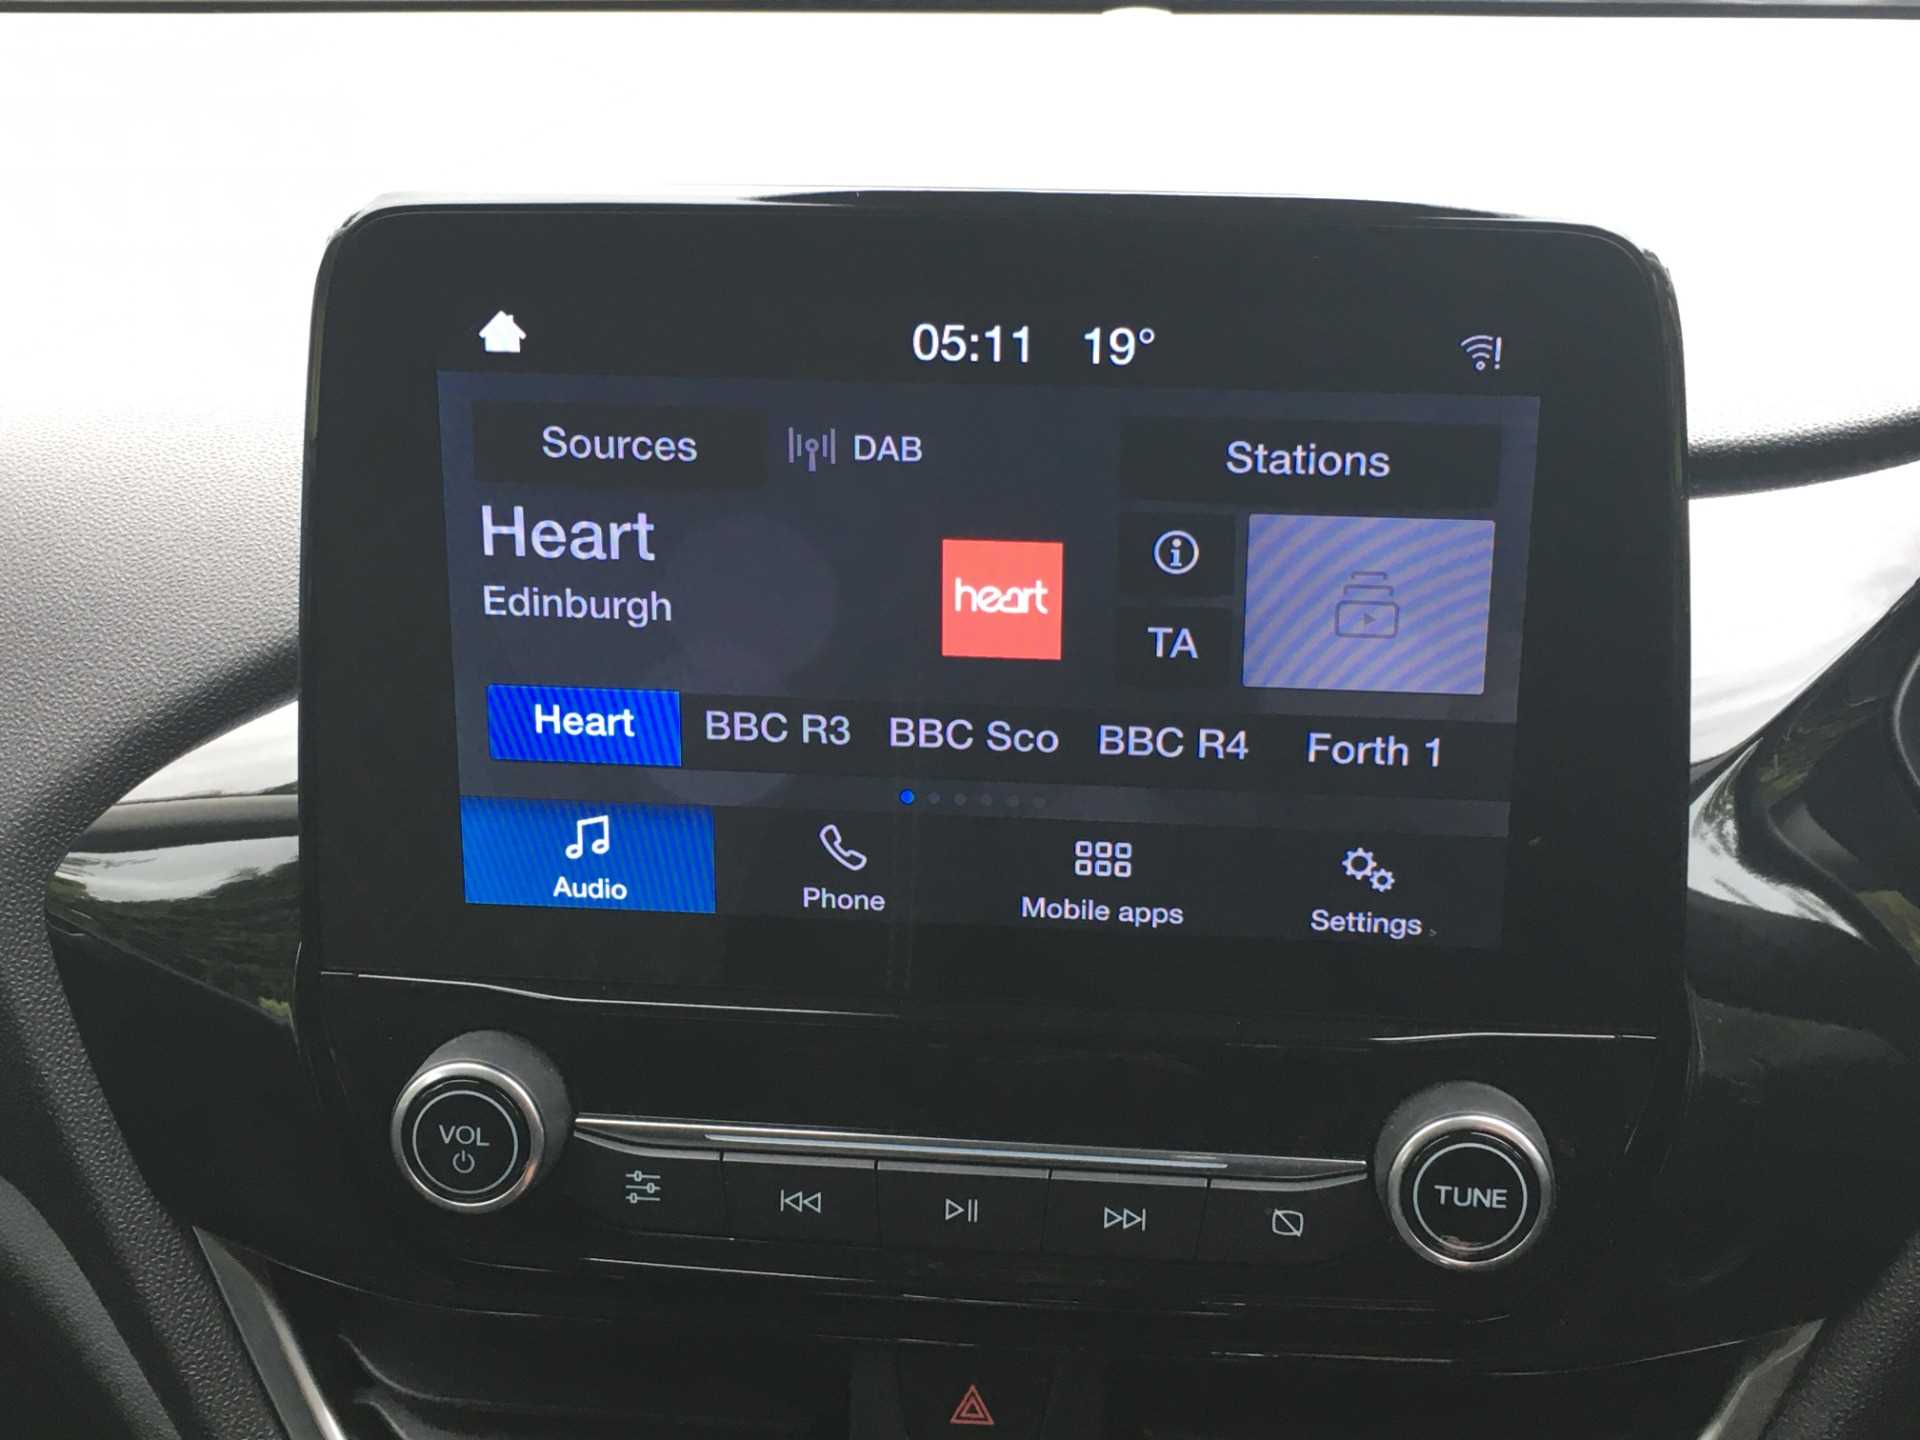 05:11 19°
Sources DAB Stations
Heart
Edinburgh
heart
TA
Heart BBC R3 BBC Sco BBC R4 Forth 1
Audio Phone Mobile apps Settings
VOL
TUNE